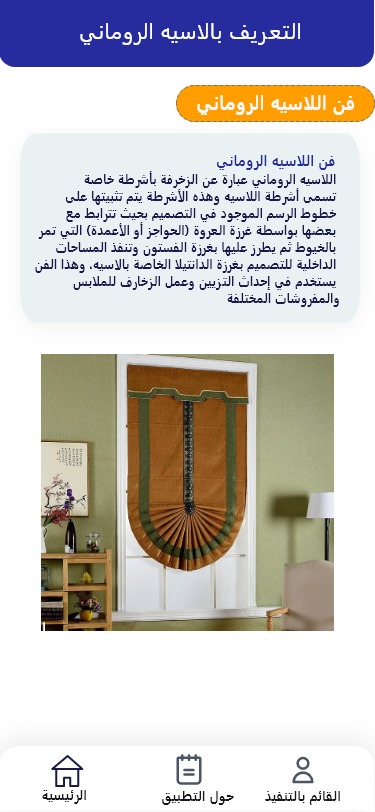 التعريف بالاسيه الروماني
فن اللاسيه الروماني
فن اللاسيه الروماني
اللاسيه الروماني عبارة عن الزخرفة بأشرطة خاصة
تسمى أشرطة اللاسيه وهذه الأشرطة يتم تثبيتها على
خطوط الرسم الموجود في التصميم بحيث تترابط مع
بعضها بواسطة غرزة العروة (الحواجز أو الأعمدة) التي تمر
بالخيوط ثم يطرز عليها بغرزة الفستون وتنفذ المساحات
الداخلية للتصميم بغرزة الدانتيلا الخاصة بالاسيه، وهذا الفن
يستخدم في إحداث التزيين وعمل الزخارف للملابس
والمفروشات المختلفة
القائم بالتنفيذ
حول التطبيق
الرئيسية